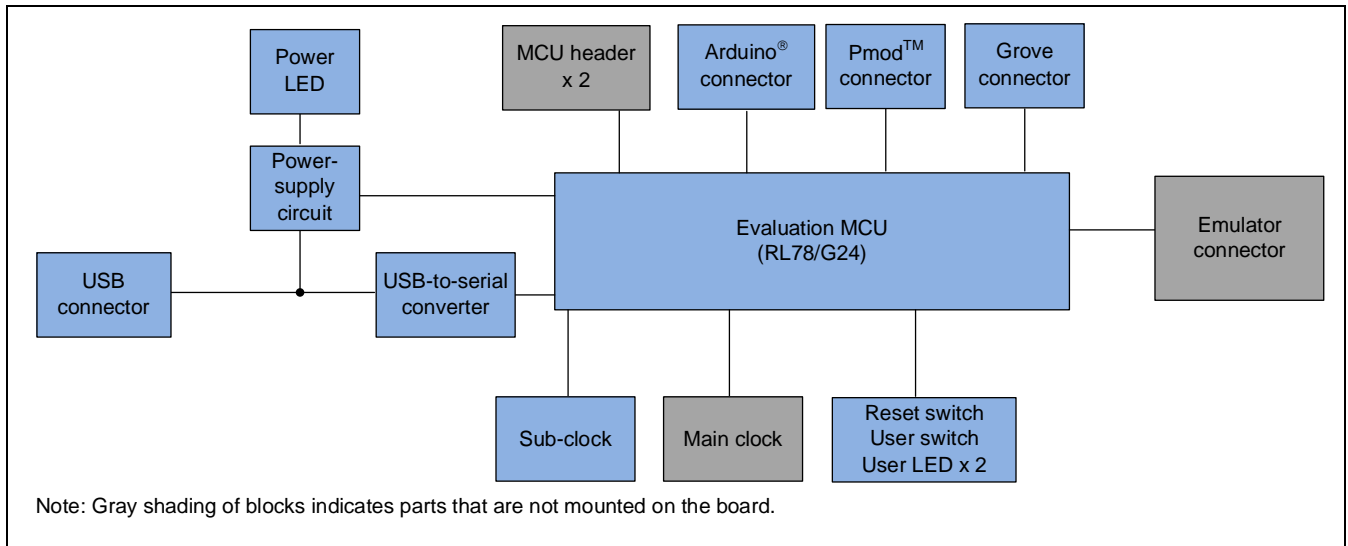 Power
LED
MCU header
x 2
Arduino®
connector
Pmod™
connector
Grove
connector
Power-
supply
circuit
Evaluation MCU
(RL78/G24)
Emulator
connector
USB
connector
USB-to-serial
converter
Sub-clock
Main clock
Reset switch
User switch
User LED x 2
Note: Gray shading of blocks indicates parts that are not mounted on the board.